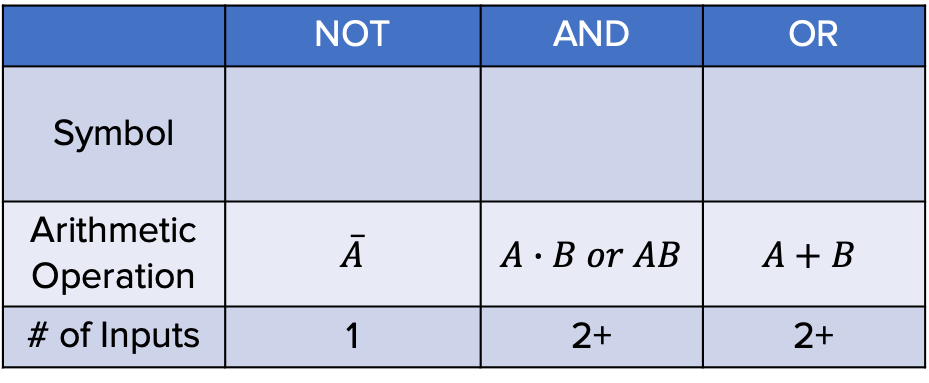 NOT AND OR
Symbol
Arithmetic
Operation
Ā A · B or AB A + B
# of Inputs 1 2+ 2+